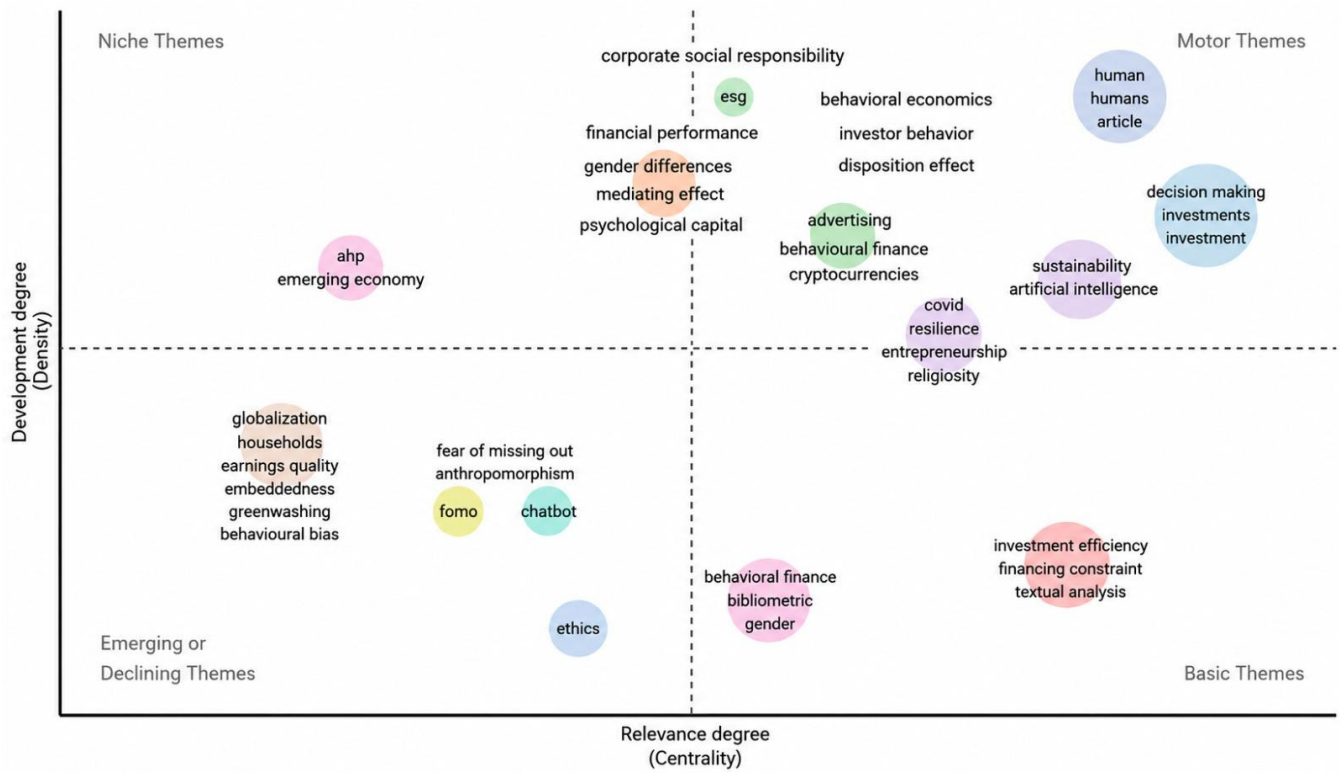 Niche Themes
Motor Themes
corporate social responsibility
esg
financial performance
gender differences
mediating effect
psychological capital
behavioral economics
investor behavior
disposition effect
advertising
behavioural finance
cryptocurrencies
human
humans
article
decision making
investments
investment
sustainability
artificial intelligence
covid
resilience
entrepreneurship
religiosity
ahp
emerging economy
Development degree
(Density)
globalization
households
earnings quality
embeddedness
greenwashing
behavioural bias
fear of missing out
anthropomorphism
fomo
chatbot
ethics
behavioral finance
bibliometric
gender
investment efficiency
financing constraint
textual analysis
Emerging or
Declining Themes
Basic Themes
Relevance degree
(Centrality)